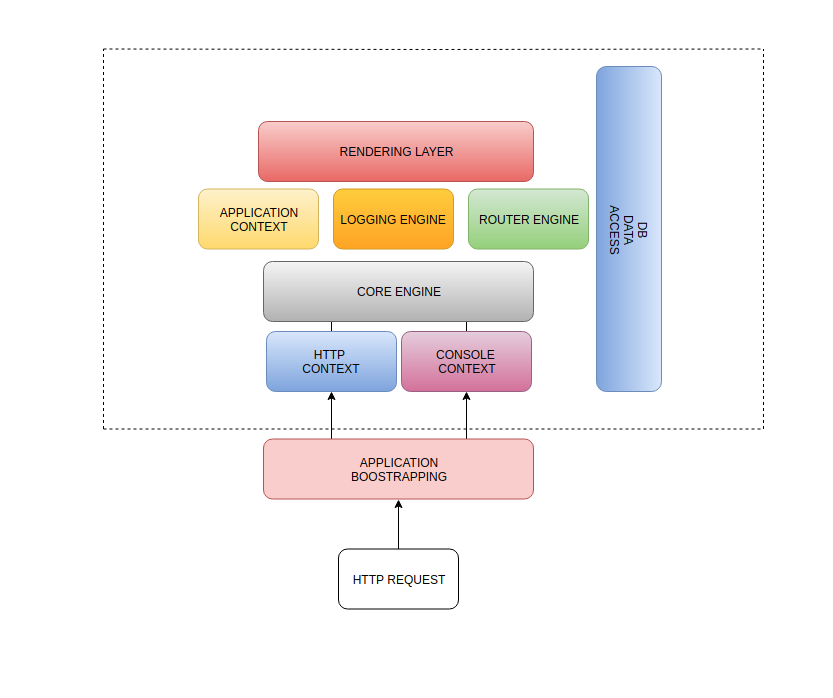 RENDERING LAYER
APPLICATION
CONTEXT
LOGGING ENGINE
ROUTER ENGINE
DB
DATA
ACCESS
CORE ENGINE
HTTP
CONTEXT
CONSOLE
CONTEXT
APPLICATION
BOOSTRAPPING
HTTP REQUEST